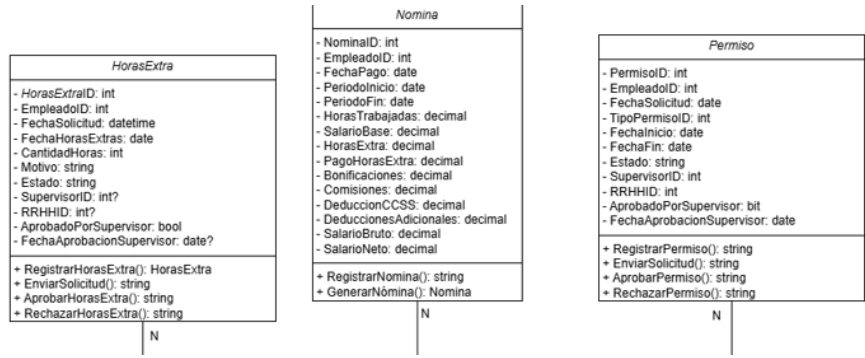 HorasExtra
- HorasExtraID: int
- EmpleadoID: int
- FechaSolicitud: datetime
- FechaHorasExtras: date
- CantidadHoras: int
- Motivo: string
- Estado: string
- SupervisorID: int?
- RRHHID: int?
- AprobadoPorSupervisor: bool
- FechaAprobacionSupervisor: date?
+ RegistrarHorasExtra(): HorasExtra
+ EnviarSolicitud(): string
+ AprobarHorasExtra(): string
+ RechazarHorasExtra(): string
N
Nomina
- NominaID: int
- EmpleadoID: int
- FechaPago: date
- PeriodoInicio: date
- PeriodoFin: date
- HorasTrabajadas: decimal
- SalarioBase: decimal
- HorasExtra: decimal
- PagoHorasExtra: decimal
- Bonificaciones: decimal
- Comisiones: decimal
- DeduccionCCSS: decimal
- DeduccionesAdicionales: decimal
- SalarioBruto: decimal
- SalarioNeto: decimal
+ RegistrarNomina(): string
+ GenerarNómina(): Nomina
N
Permiso
- PermisoID: int
- EmpleadoID: int
- FechaSolicitud: date
- TipoPermisoID: int
- FechaInicio: date
- FechaFin: date
- Estado: string
- SupervisorID: int
- RRHHID: int
- AprobadoPorSupervisor: bit
- FechaAprobacionSupervisor: date
+ RegistrarPermiso(): string
+ EnviarSolicitud(): string
+ AprobarPermiso(): string
+ RechazarPermiso(): string
N